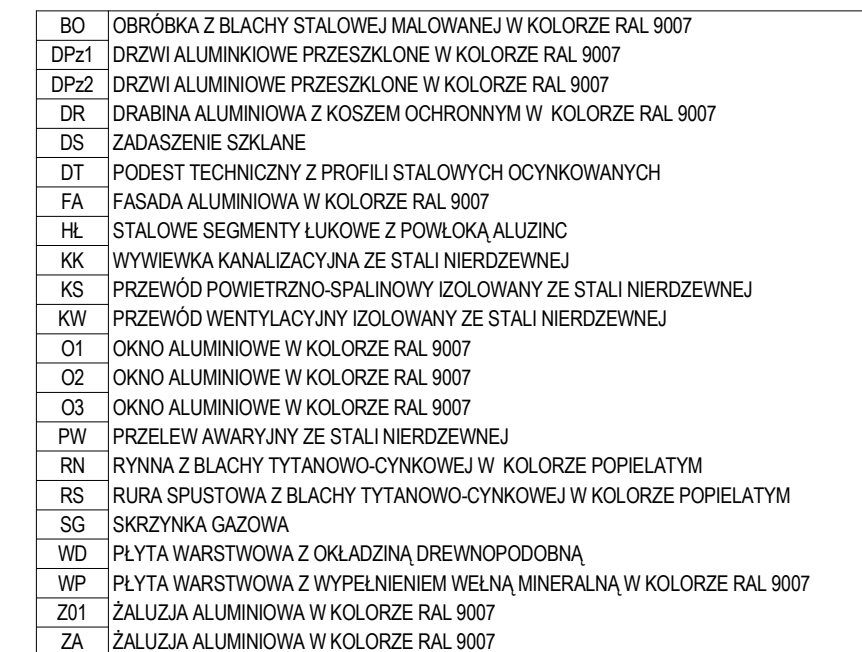 BO OBRÓBKA Z BLACHY STALOWEJ MALOWANEJ W KOLORZE RAL 9007
DPz1 DRZWI ALUMINKIOWE PRZESZKLONE W KOLORZE RAL 9007
DPz2 DRZWI ALUMINIOWE PRZESZKLONE W KOLORZE RAL 9007
DR DRABINA ALUMINIOWA Z KOSZEM OCHRONNYM W KOLORZE RAL 9007
DS ZADASZENIE SZKLANE
DT PODEST TECHNICZNY Z PROFILI STALOWYCH OCYNKOWANYCH
FA FASADA ALUMINIOWA W KOLORZE RAL 9007
HŁ STALOWE SEGMENTY ŁUKOWE Z POWŁOKĄ ALUZINC
KK WYWIEWKA KANALIZACYJNA ZE STALI NIERDZEWNEJ
KS PRZEWÓD POWIETRZNO-SPALINOWY IZOLOWANY ZE STALI NIERDZEWNEJ
KW PRZEWÓD WENTYLACYJNY IZOLOWANY ZE STALI NIERDZEWNEJ
O1 OKNO ALUMINIOWE W KOLORZE RAL 9007
O2 OKNO ALUMINIOWE W KOLORZE RAL 9007
O3 OKNO ALUMINIOWE W KOLORZE RAL 9007
PW PRZELEW AWARYJNY ZE STALI NIERDZEWNEJ
RN RYNNA Z BLACHY TYTANOWO-CYNKOWEJ W KOLORZE POPIELATYM
RS RURA SPUSTOWA Z BLACHY TYTANOWO-CYNKOWEJ W KOLORZE POPIELATYM
SG SKRZYNKA GAZOWA
WD PŁYTA WARSTWOWA Z OKŁADZINĄ DREWNOPODOBNĄ
WP PŁYTA WARSTWOWA Z WYPEŁNIENIEM WEŁNĄ MINERALNĄ W KOLORZE RAL 9007
Z01 ŻALUZJA ALUMINIOWA W KOLORZE RAL 9007
ZA ŻALUZJA ALUMINIOWA W KOLORZE RAL 9007